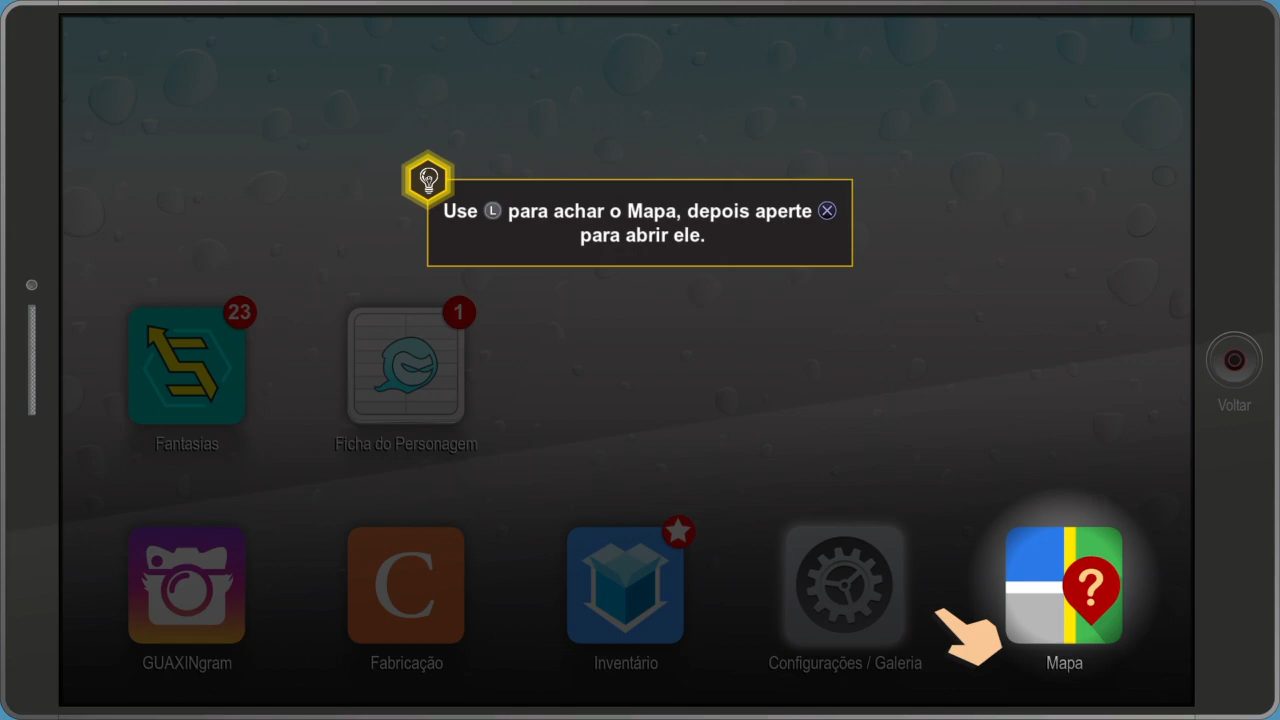 Use L para achar o Mapa, depois aperte X
para abrir ele.
23
1
Fantasias
Ficha do Personagem
Voltar
C
?
GUAXINgram
Fabricação
Inventário
Configurações / Galeria
Mapa